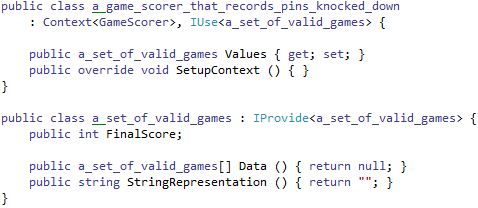 public class a_game_scorer_that_records_pins_knocked_down
: Context<GameScorer>, IUse<a_set_of_valid_games> {
public a_set_of_valid_games Values { get; set; }
public override void SetupContext () { }
}
public class a_set_of_valid_games : IProvide<a_set_of_valid_games> {
public int FinalScore;
public a_set_of_valid_games[] Data () { return null; }
public string StringRepresentation () { return ""; }
}